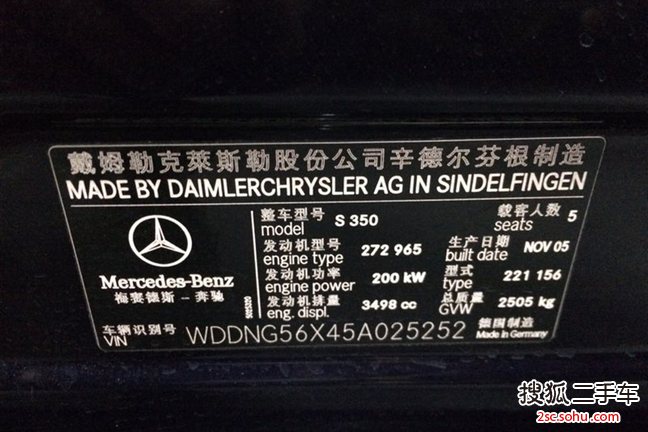 戴姆勒克莱斯勒股份公司辛德尔芬根制造
MADE BY DAIMLERCHRYSLER AG IN SINDELFINGEN
Mercedes-Benz
梅赛德斯－奔驰
整车型号 model S 350
载客人数 seats 5
发动机型号 engine type 272 965
生产日期 built date NOV 05
发动机功率 engine power 200 kW
型式 type 221 156
发动机排量 eng. displ. 3498 cc
总质量 GVW 2505 kg
车辆识别号 VIN WDDNG56X45A025252
德国制造 Made in Germany
搜狐二手车
2sc.sohu.com